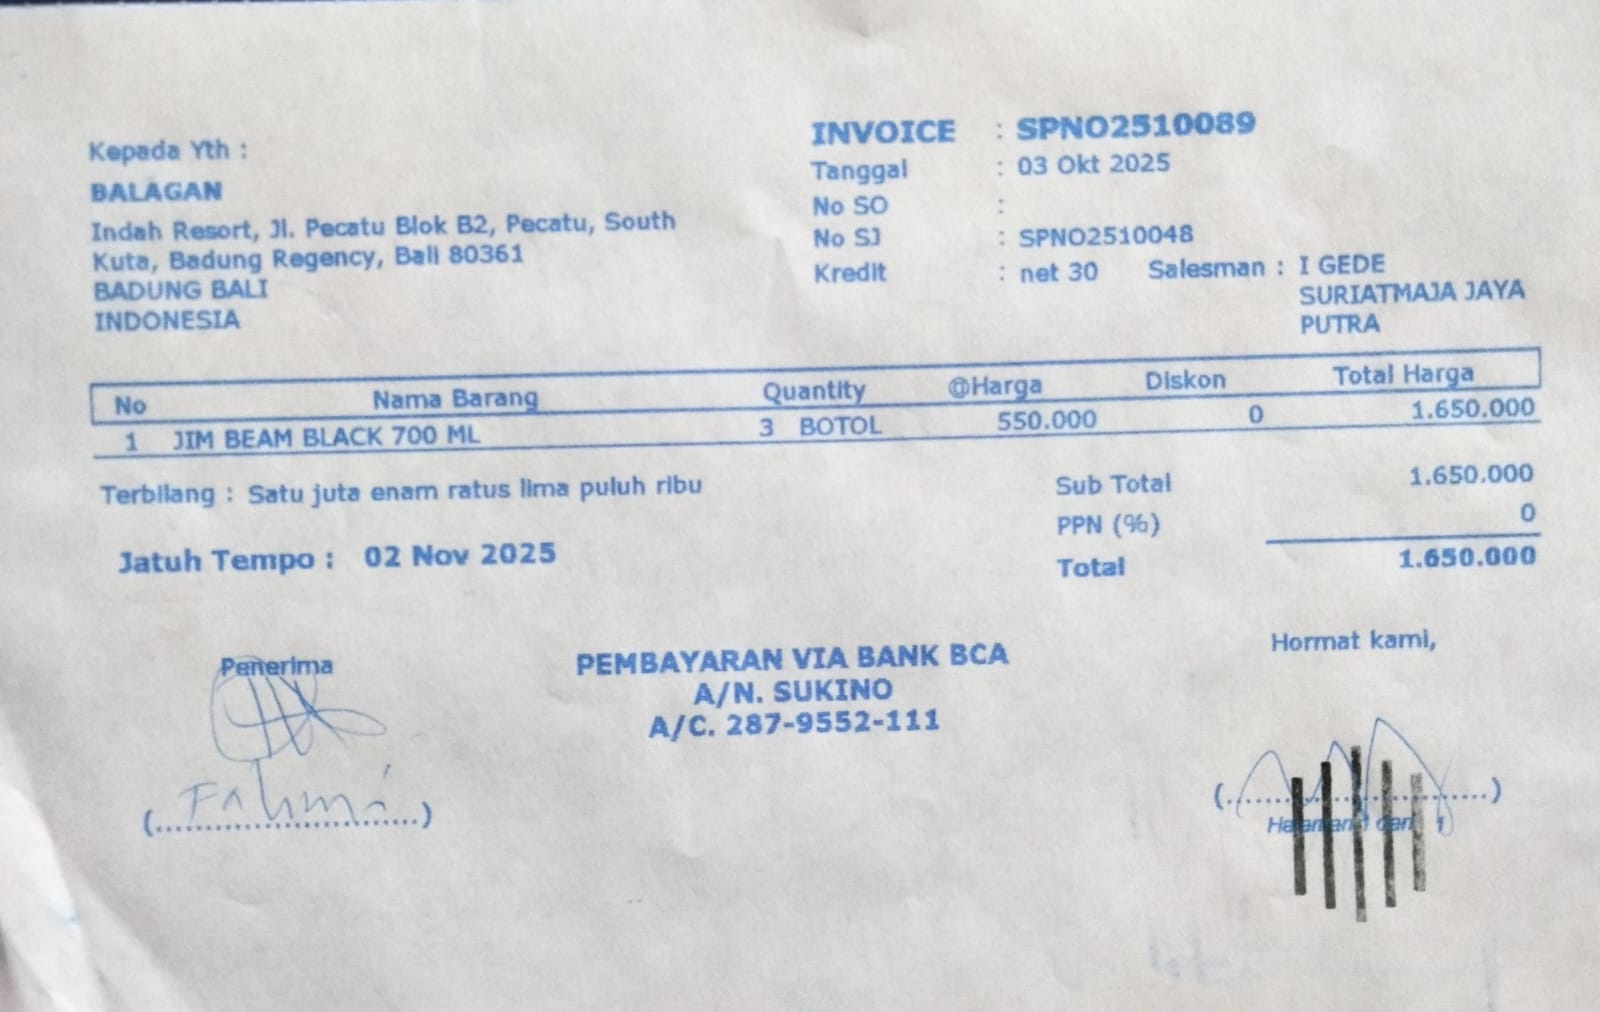 Kepada Yth :
BALAGAN
Indah Resort, Jl. Pecatu Blok B2, Pecatu, South
Kuta, Badung Regency, Bali 80361
BADUNG BALI
INDONESIA
INVOICE : SPNO2510089
Tanggal : 03 Okt 2025
No SO :
No SJ : SPNO2510048
Kredit : net 30 Salesman : I GEDE
SURIATMAJA JAYA
PUTRA
No Nama Barang Quantity @Harga Diskon Total Harga
1 JIM BEAM BLACK 700 ML 3 BOTOL 550.000 0 1.650.000
Terbilang : Satu juta enam ratus lima puluh ribu
Sub Total 1.650.000
PPN (%) 0
Total 1.650.000
Jatuh Tempo : 02 Nov 2025
Penerima
Fahmi
(..............................)
PEMBAYARAN VIA BANK BCA
A/N. SUKINO
A/C. 287-9552-111
Hormat kami,
(..............................)
Halaman 1 dari 1